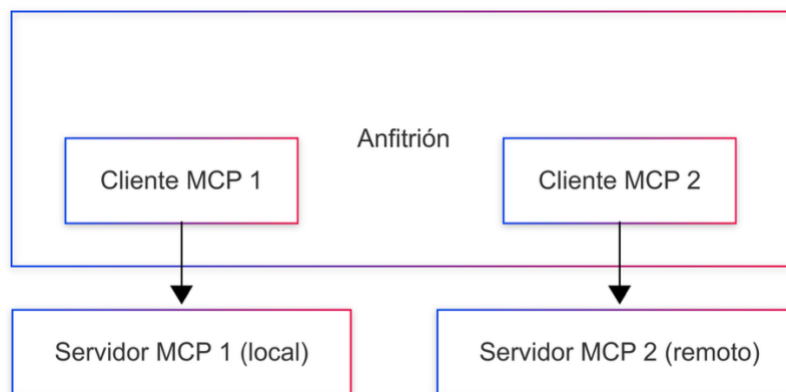 Anfitrión
Cliente MCP 1
Cliente MCP 2
Servidor MCP 1 (local)
Servidor MCP 2 (remoto)